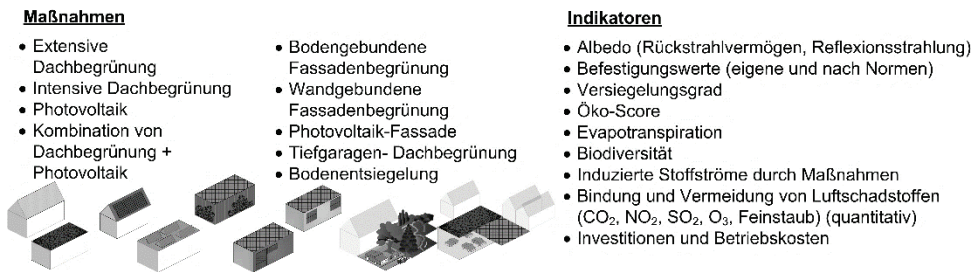 Maßnahmen
• Extensive
Dachbegrünung
• Intensive Dachbegrünung
• Photovoltaik
• Kombination von
Dachbegrünung +
Photovoltaik
• Bodengebundene
Fassadenbegrünung
• Wandgebundene
Fassadenbegrünung
• Photovoltaik-Fassade
• Tiefgaragen- Dachbegrünung
• Bodenentsiegelung
Indikatoren
• Albedo (Rückstrahlvermögen, Reflexionsstrahlung)
• Befestigungswerte (eigene und nach Normen)
• Versiegelungsgrad
• Öko-Score
• Evapotranspiration
• Biodiversität
• Induzierte Stoffströme durch Maßnahmen
• Bindung und Vermeidung von Luftschadstoffen
(CO₂, NO₂, SO₂, O₃, Feinstaub) (quantitativ)
• Investitionen und Betriebskosten